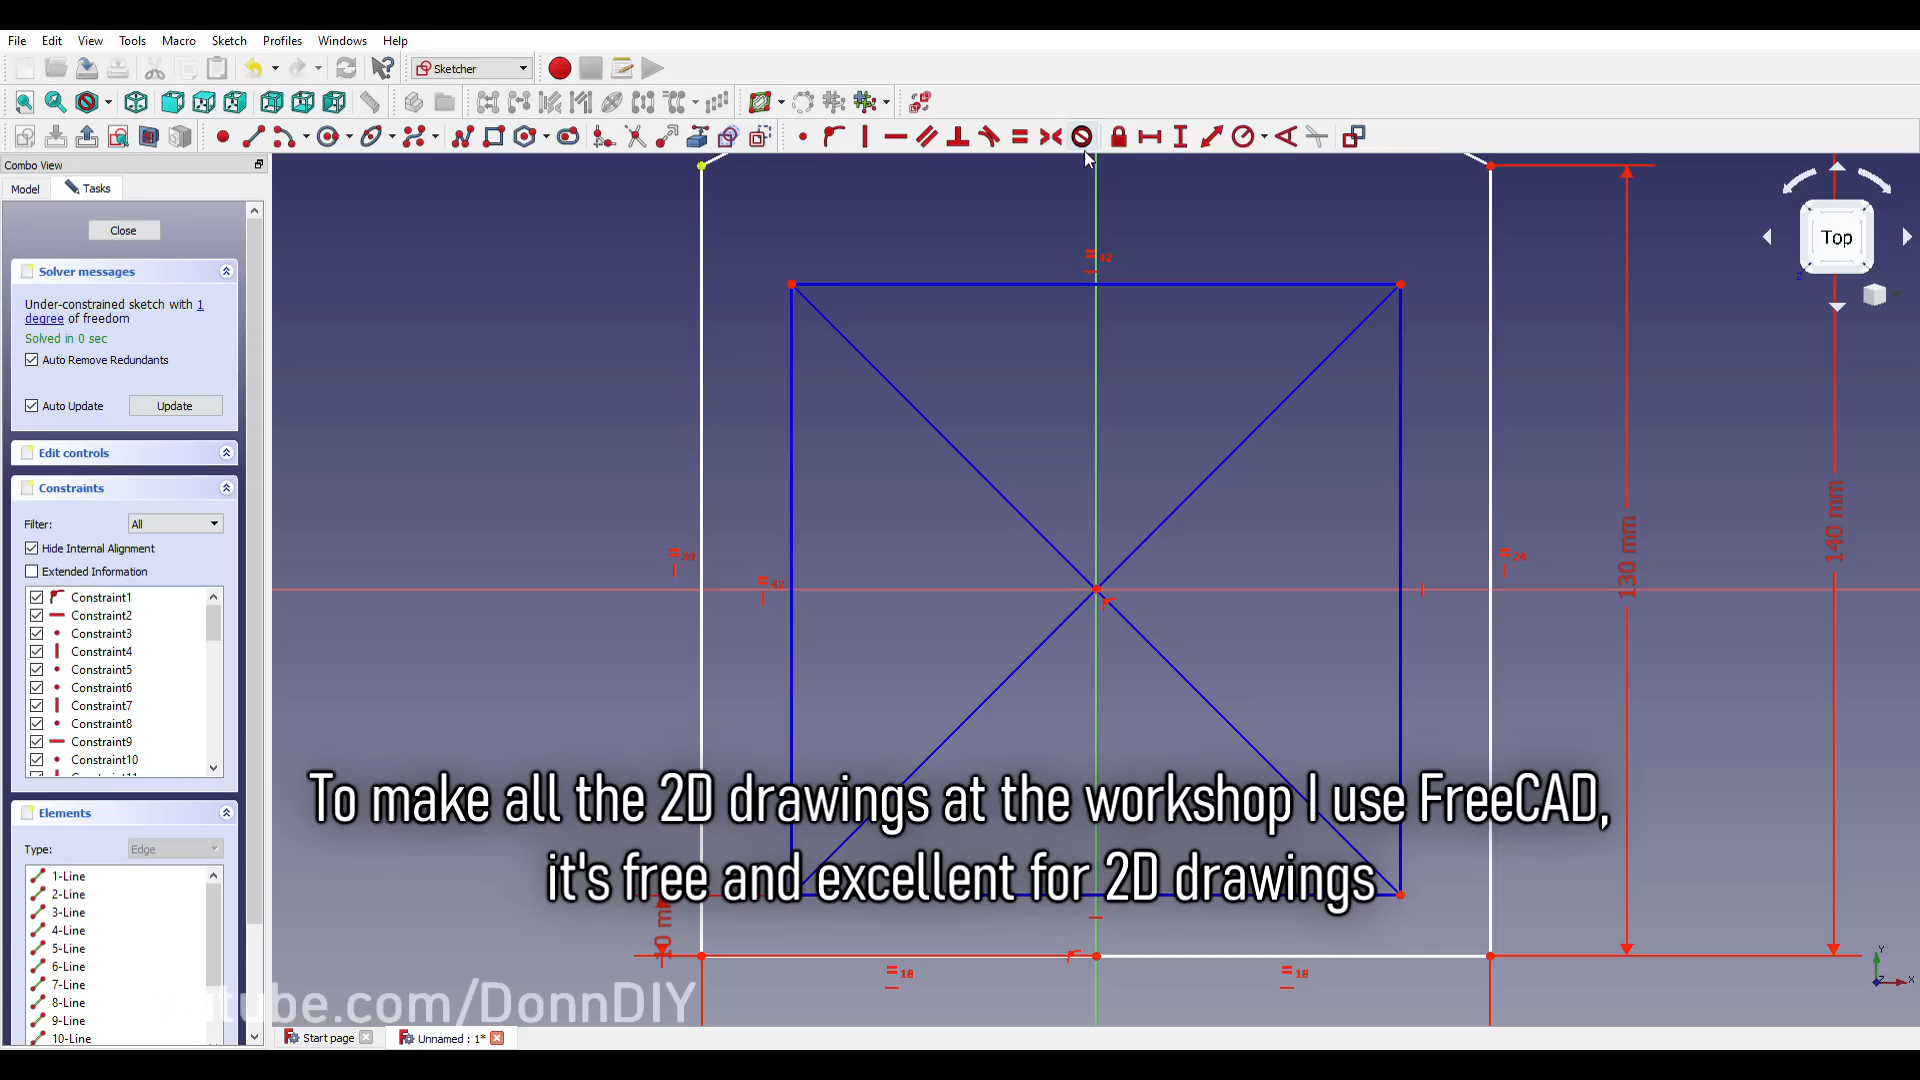 File Edit View Tools Macro Sketch Profiles Windows Help
Sketcher
Combo View
Model Tasks
Close
Solver messages
Under-constrained sketch with 1
degree of freedom
Solved in 0 sec
Auto Remove Redundants
Auto Update Update
Edit controls
Constraints
Filter: All
Hide Internal Alignment
Extended Information
Constraint1
Constraint2
Constraint3
Constraint4
Constraint5
Constraint6
Constraint7
Constraint8
Constraint9
Constraint10
Elements
Type: Edge
1-Line
2-Line
3-Line
4-Line
5-Line
6-Line
7-Line
8-Line
9-Line
10-Line
Top
42
42
24
130 mm
140 mm
18
18
Y
X
Z
To make all the 2D drawings at the workshop I use FreeCAD,
it's free and excellent for 2D drawings
utube.com/DonnDIY
Start page Unnamed : 1*